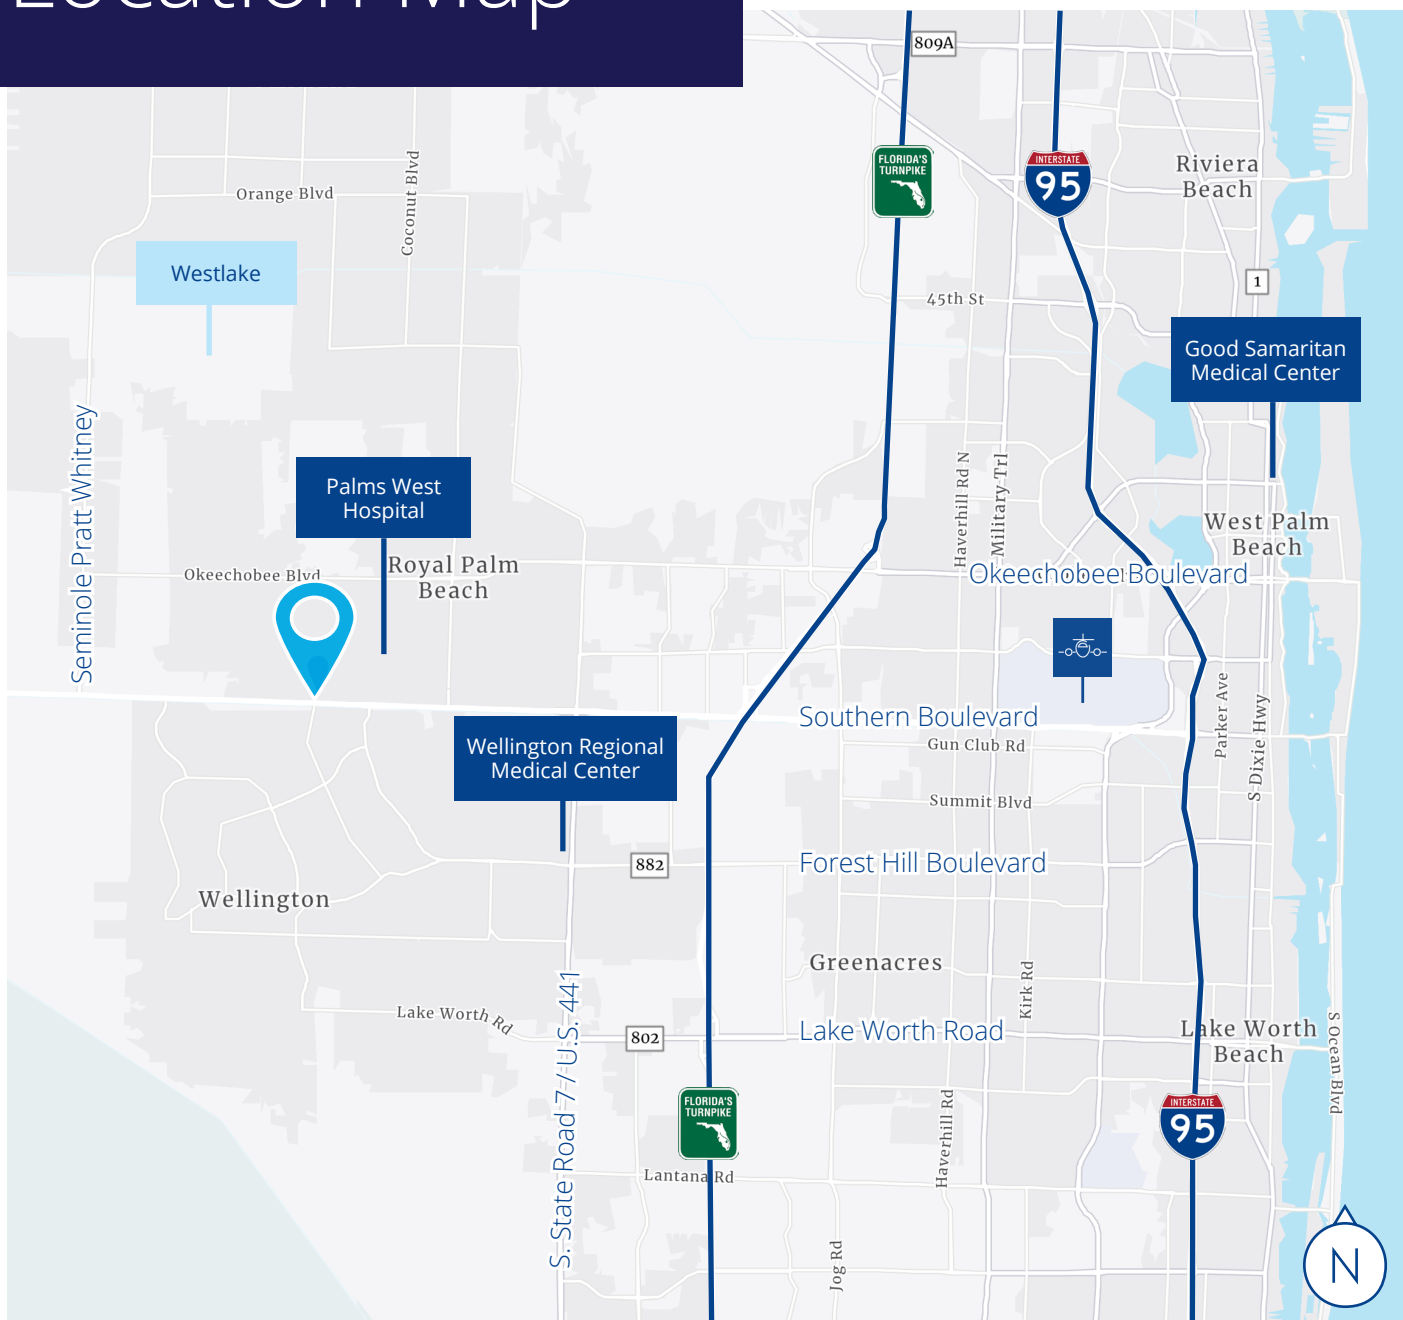 Location Map
809A
FLORIDA'S
TURNPIKE
INTERSTATE
95
Riviera
Beach
Orange Blvd
Coconut Blvd
Westlake
45th St
1
Good Samaritan
Medical Center
Seminole Pratt Whitney
Palms West
Hospital
Haverhill Rd N
Military Trl
West Palm
Beach
Okeechobee Blvd
Royal Palm
Beach
Okeechobee Boulevard
Southern Boulevard
Gun Club Rd
Parker Ave
S Dixie Hwy
Wellington Regional
Medical Center
Summit Blvd
882
Forest Hill Boulevard
Wellington
Greenacres
Kirk Rd
S. State Road 7 / U.S. 441
Lake Worth Rd
802
Lake Worth Road
Lake Worth
Beach
S Ocean Blvd
FLORIDA'S
TURNPIKE
INTERSTATE
95
Haverhill Rd
Lantana Rd
Jog Rd
N